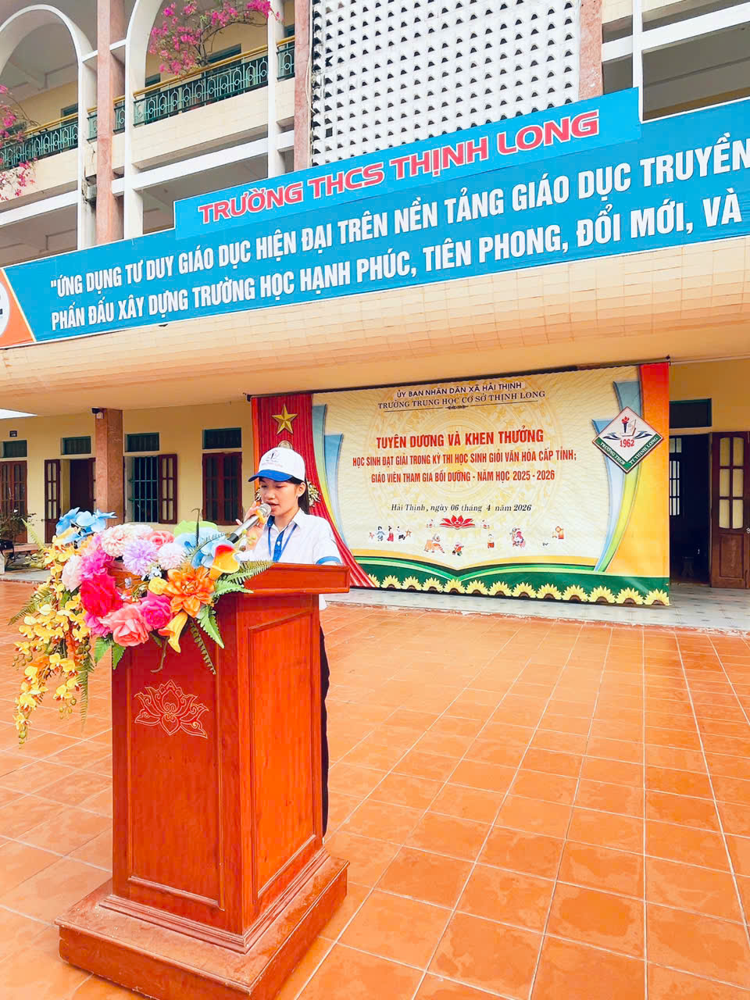 TRƯỜNG THCS THỊNH LONG
"ỨNG DỤNG TƯ DUY GIÁO DỤC HIỆN ĐẠI TRÊN NỀN TẢNG GIÁO DỤC TRUYỀN
PHẤN ĐẤU XÂY DỰNG TRƯỜNG HỌC HẠNH PHÚC, TIÊN PHONG, ĐỔI MỚI, VÀ
ỦY BAN NHÂN DÂN XÃ HẢI THỊNH
TRƯỜNG TRUNG HỌC CƠ SỞ THỊNH LONG
TUYÊN DƯƠNG VÀ KHEN THƯỞNG
HỌC SINH ĐẠT GIẢI TRONG KỲ THI HỌC SINH GIỎI VĂN HÓA CẤP TỈNH;
GIÁO VIÊN THAM GIA BỒI DƯỠNG - NĂM HỌC 2025 - 2026
Hải Thịnh, ngày 06 tháng 4 năm 2026
1962
TRƯỜNG THCS
TT THỊNH LONG